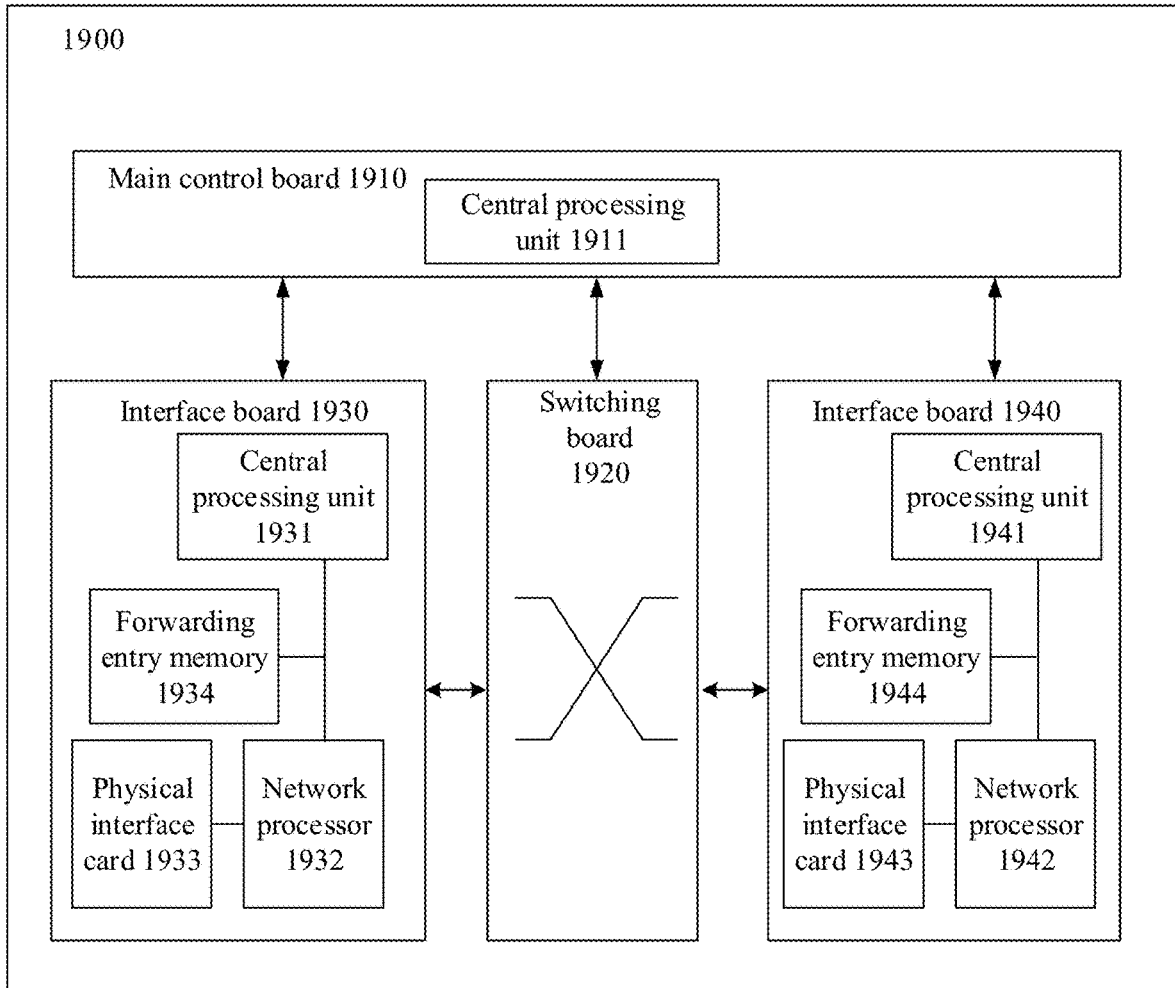 1900
Main control board 1910
Central processing
unit 1911
Interface board 1930
Central
processing unit
1931
Forwarding
entry memory
1934
Physical
interface
card 1933
Network
processor
1932
Switching
board
1920
Interface board 1940
Central
processing unit
1941
Forwarding
entry memory
1944
Physical
interface
card 1943
Network
processor
1942